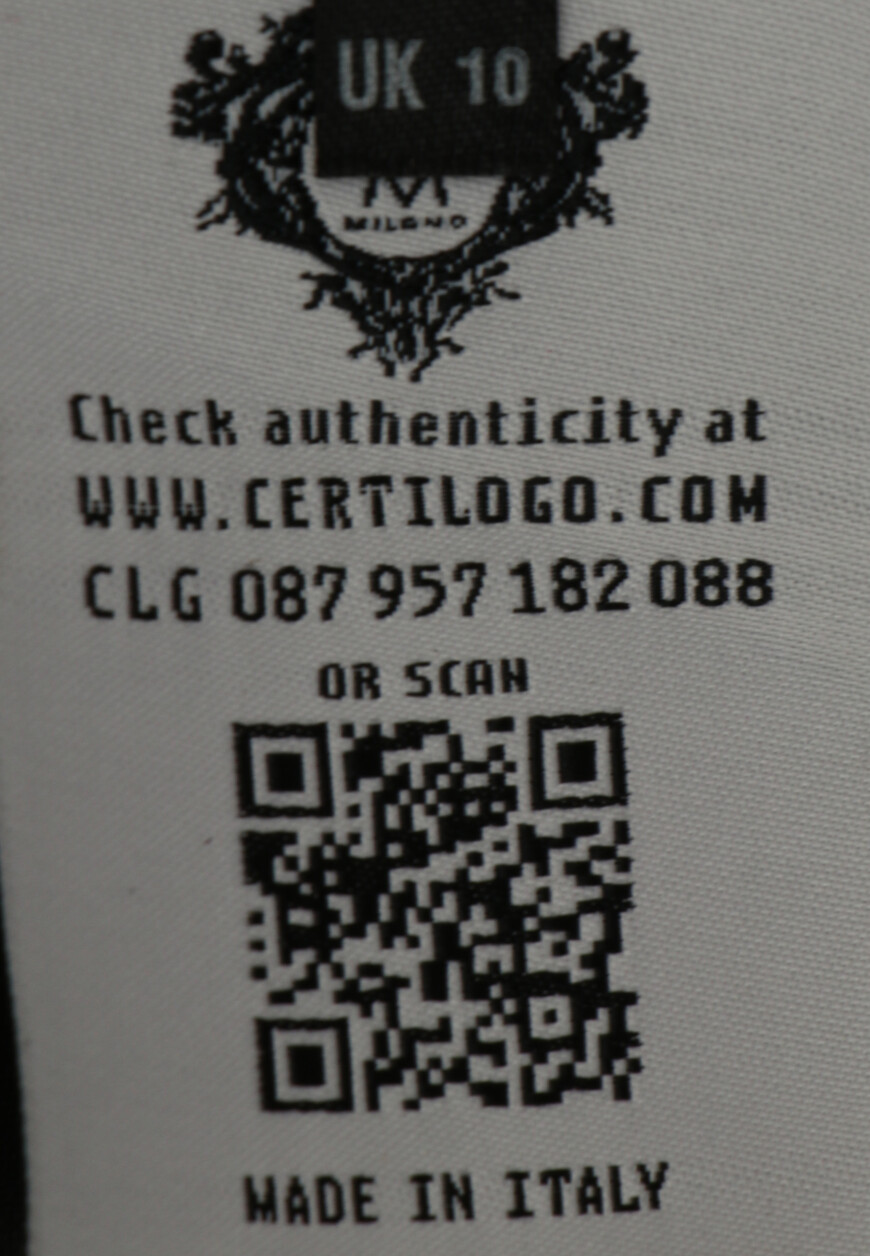 UK 10
MILANO
Check authenticity at
WWW.CERTILOGO.COM
CLG 087 957 182 088
OR SCAN
MADE IN ITALY